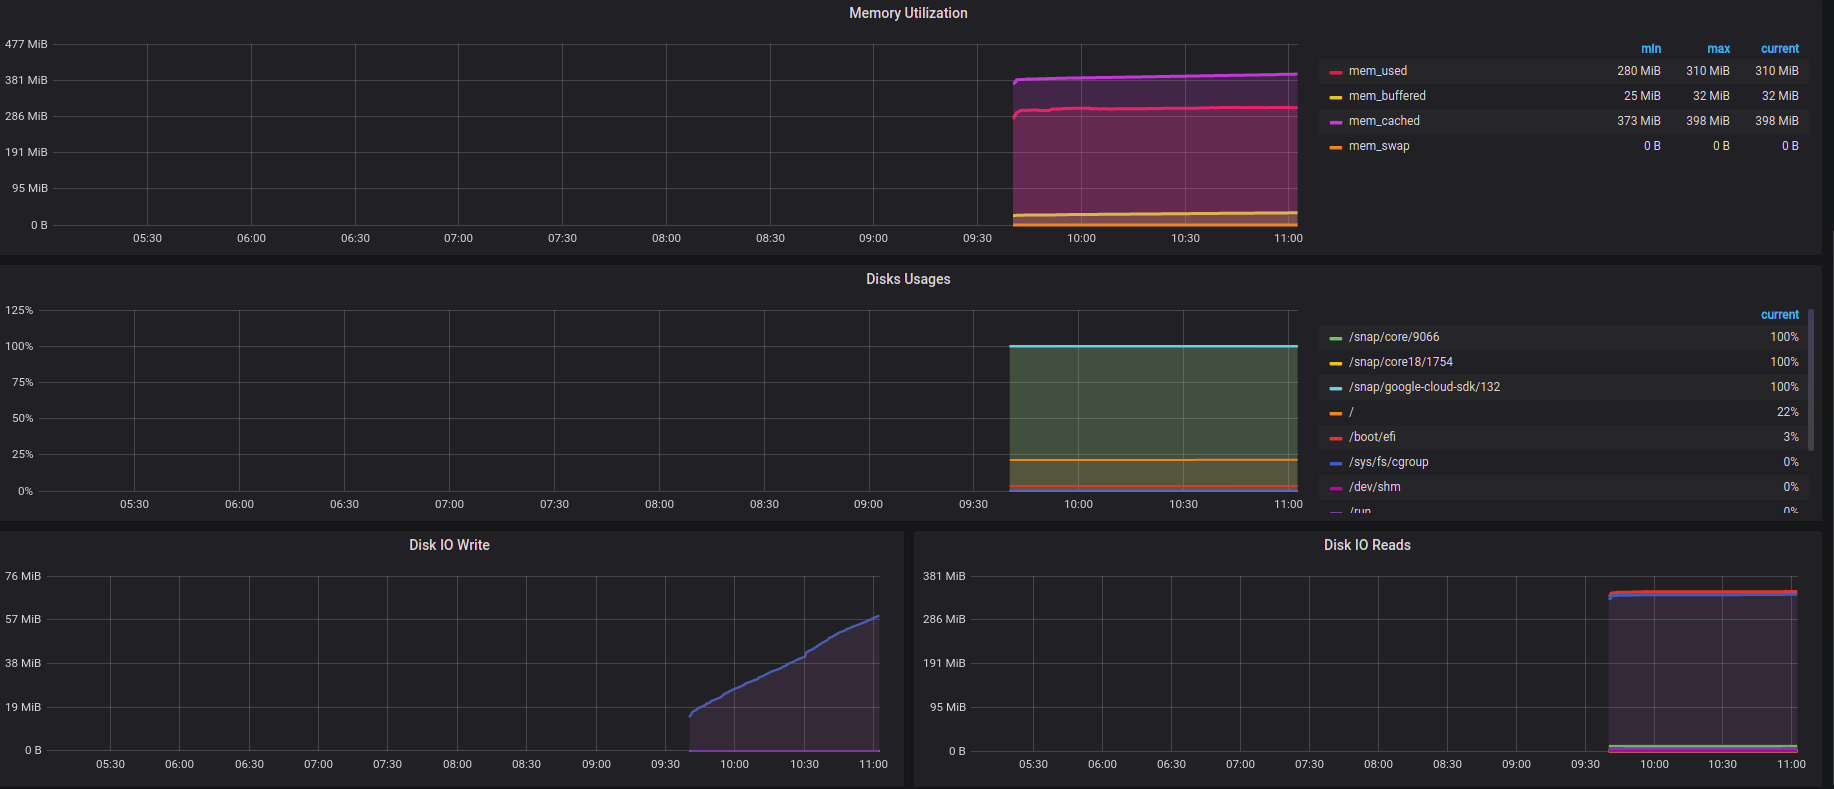 Memory Utilization
477 MiB
381 MiB
286 MiB
191 MiB
95 MiB
0 B
05:30 06:00 06:30 07:00 07:30 08:00 08:30 09:00 09:30 10:00 10:30 11:00
min max current
mem_used 280 MiB 310 MiB 310 MiB
mem_buffered 25 MiB 32 MiB 32 MiB
mem_cached 373 MiB 398 MiB 398 MiB
mem_swap 0 B 0 B 0 B
Disks Usages
125%
100%
75%
50%
25%
0%
05:30 06:00 06:30 07:00 07:30 08:00 08:30 09:00 09:30 10:00 10:30 11:00
current
/snap/core/9066 100%
/snap/core18/1754 100%
/snap/google-cloud-sdk/132 100%
/ 22%
/boot/efi 3%
/sys/fs/cgroup 0%
/dev/shm 0%
/run 0%
Disk IO Write
76 MiB
57 MiB
38 MiB
19 MiB
0 B
05:30 06:00 06:30 07:00 07:30 08:00 08:30 09:00 09:30 10:00 10:30 11:00
Disk IO Reads
381 MiB
286 MiB
191 MiB
95 MiB
0 B
05:30 06:00 06:30 07:00 07:30 08:00 08:30 09:00 09:30 10:00 10:30 11:00